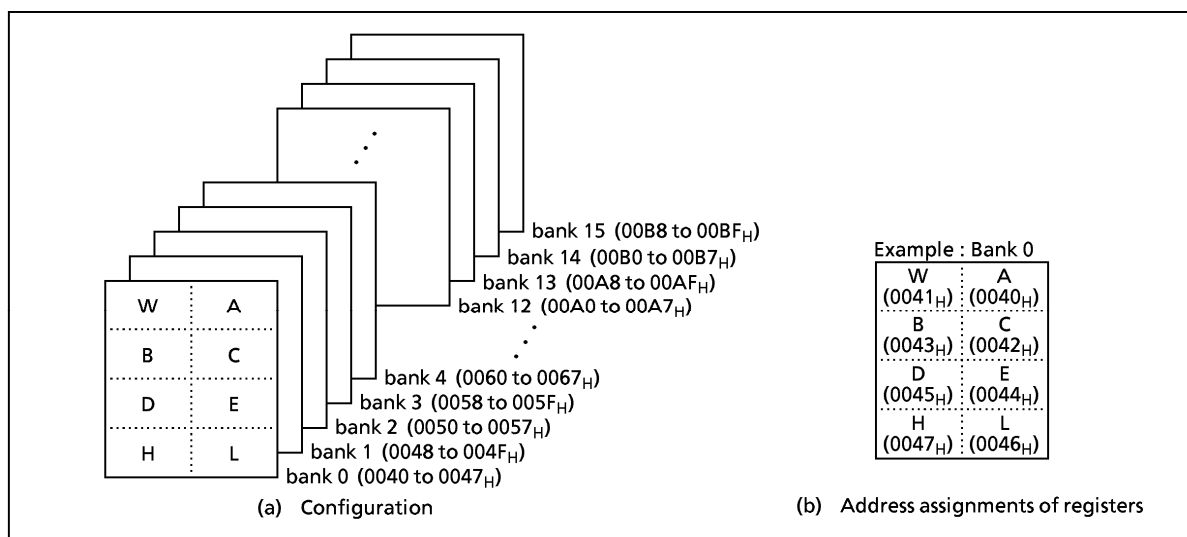 bank 15 (00B8 to 00BFH)
bank 14 (00B0 to 00B7H)
bank 13 (00A8 to 00AFH)
bank 12 (00A0 to 00A7H)
bank 4 (0060 to 0067H)
bank 3 (0058 to 005FH)
bank 2 (0050 to 0057H)
bank 1 (0048 to 004FH)
bank 0 (0040 to 0047H)
W A
B C
D E
H L
(a) Configuration
Example : Bank 0
W A
(0041H) (0040H)
B C
(0043H) (0042H)
D E
(0045H) (0044H)
H L
(0047H) (0046H)
(b) Address assignments of registers